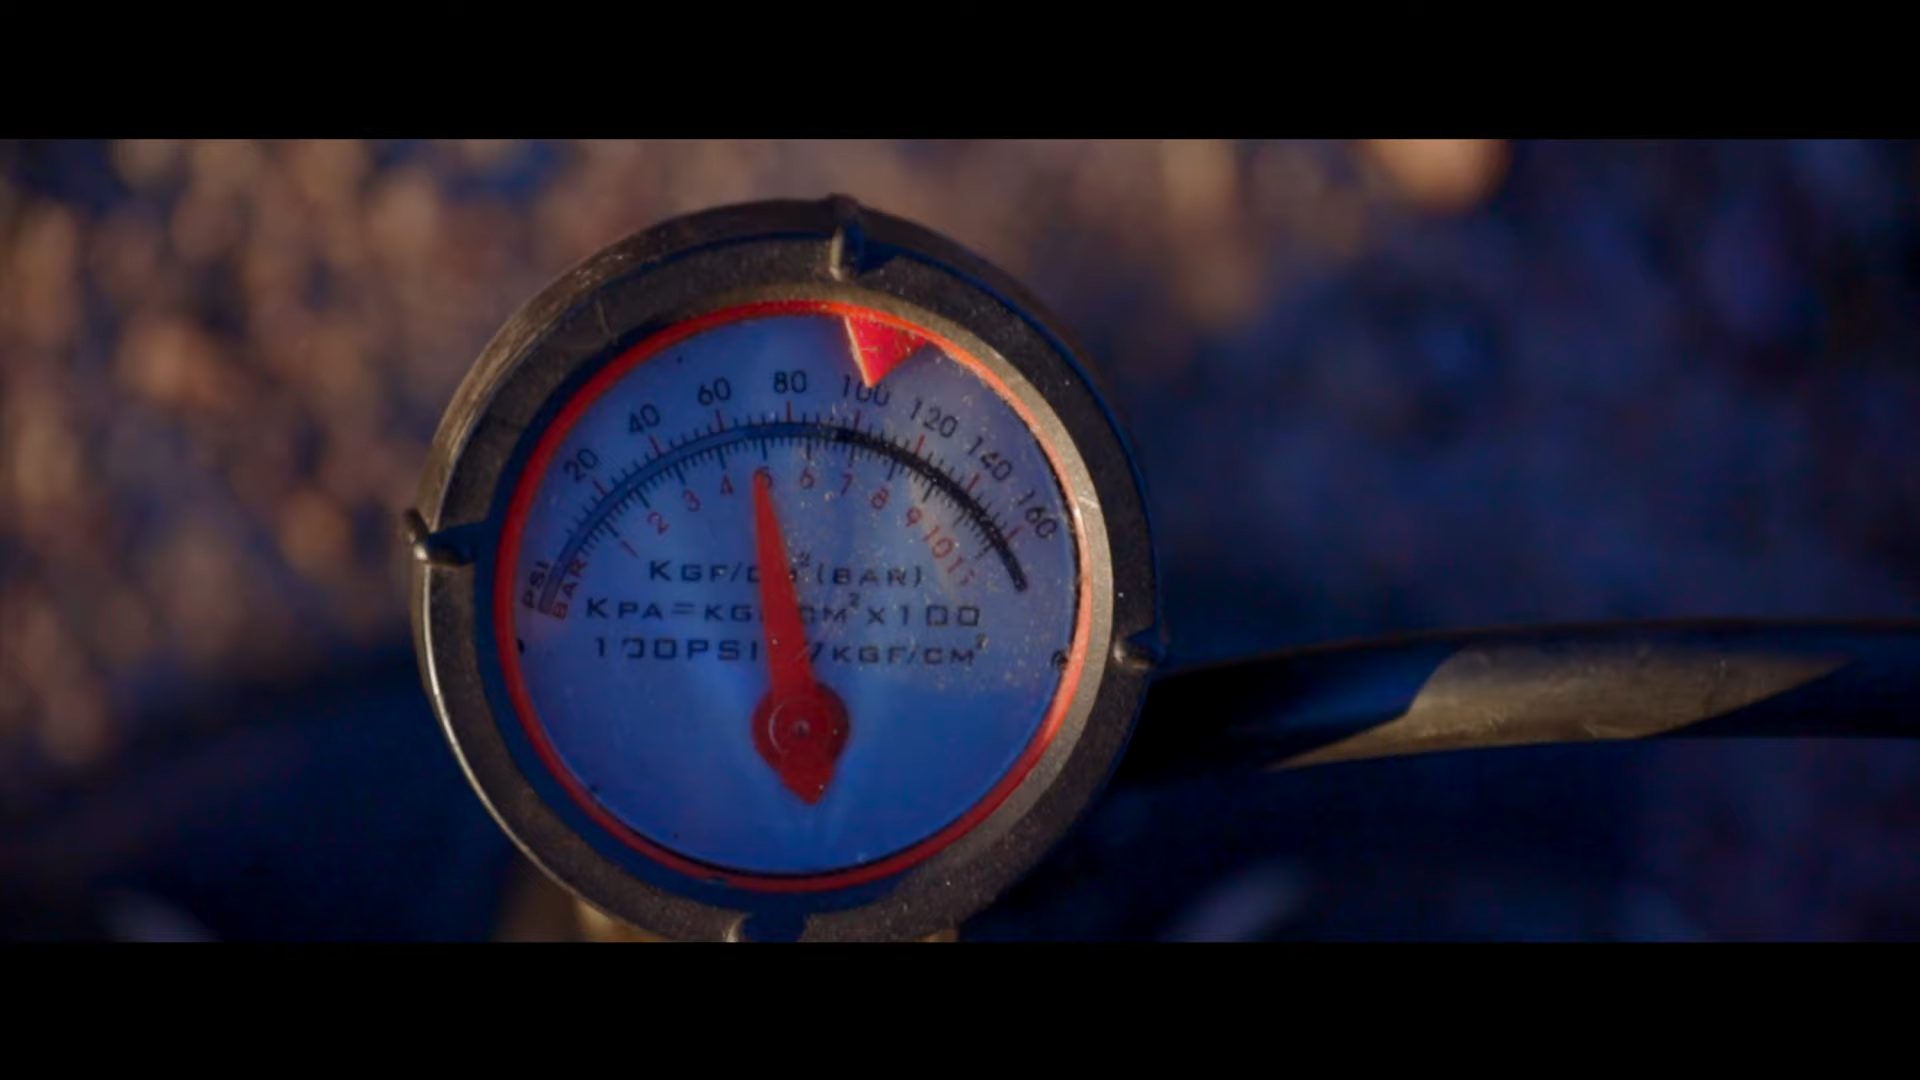 20 40 60 80 100 120 140 160
PSI
BAR
1 2 3 4 5 6 7 8 9 10 11
KGF/CM² (BAR)
KPA=KGF/CM²X100
100PSI 7KGF/CM²